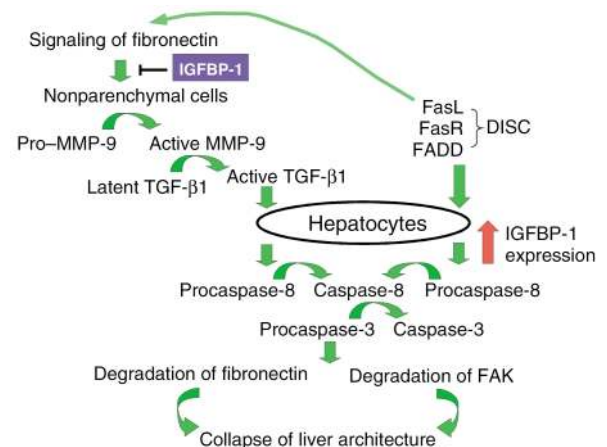 Signaling of fibronectin
IGFBP-1
Nonparenchymal cells
FasL
FasR
FADD
DISC
Pro–MMP-9
Active MMP-9
Latent TGF-β1
Active TGF-β1
Hepatocytes
IGFBP-1
expression
Procaspase-8
Caspase-8
Procaspase-8
Procaspase-3
Caspase-3
Degradation of fibronectin
Degradation of FAK
Collapse of liver architecture